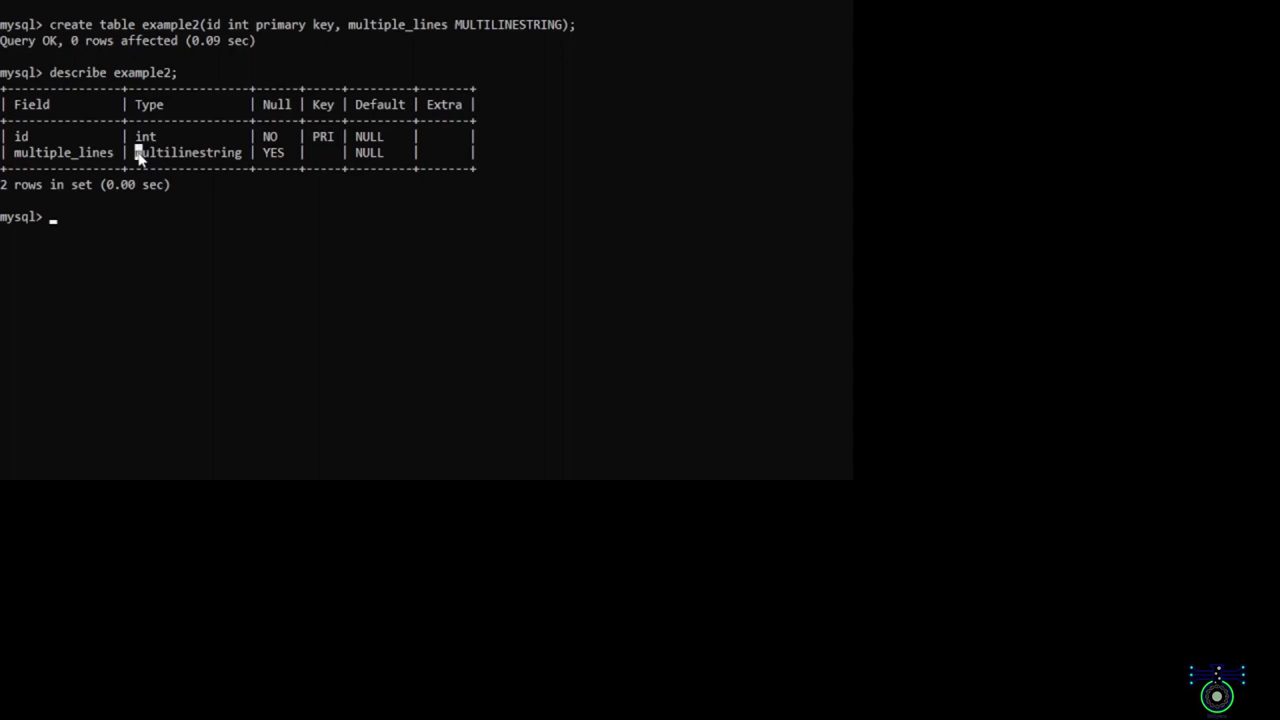 mysql> create table example2(id int primary key, multiple_lines MULTILINESTRING);
Query OK, 0 rows affected (0.09 sec)
mysql> describe example2;
+----------------+-----------------+------+-----+---------+-------+
| Field          | Type            | Null | Key | Default | Extra |
+----------------+-----------------+------+-----+---------+-------+
| id             | int             | NO   | PRI | NULL    |       |
| multiple_lines | multilinestring | YES  |     | NULL    |       |
+----------------+-----------------+------+-----+---------+-------+
2 rows in set (0.00 sec)
mysql>